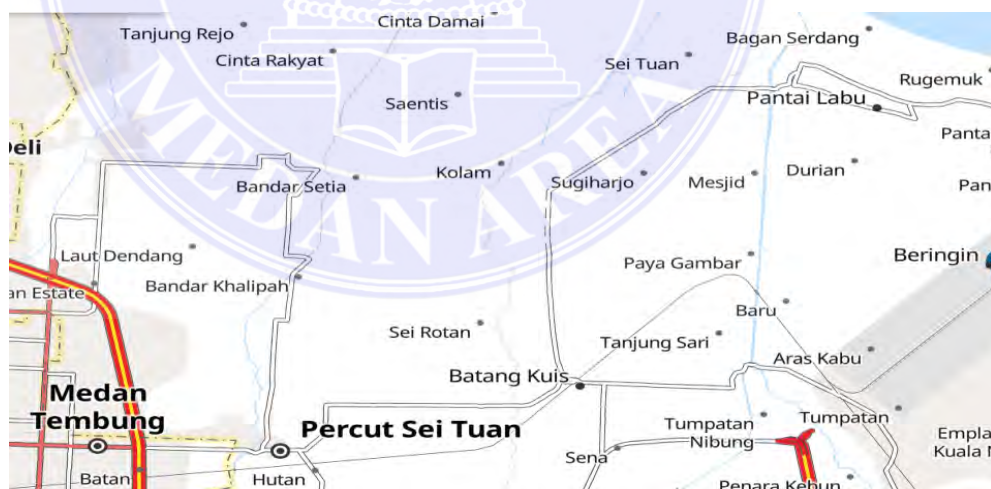 Cinta Damai
Tanjung Rejo
Bagan Serdang
Cinta Rakyat
Sei Tuan
Rugemuk
Saentis
Pantai Labu
Panta
Deli
Kolam
Durian
Bandar Setia
Sugiharjo
Mesjid
Pan
MEDAN AREA
Laut Dendang
Paya Gambar
Beringin
an Estate
Bandar Khalipah
Baru
Sei Rotan
Tanjung Sari
Aras Kabu
Batang Kuis
Medan
Tembung
Percut Sei Tuan
Tumpatan
Nibung
Tumpatan
Empla
Kuala N
Sena
Batan
Hutan
Penara Kebun